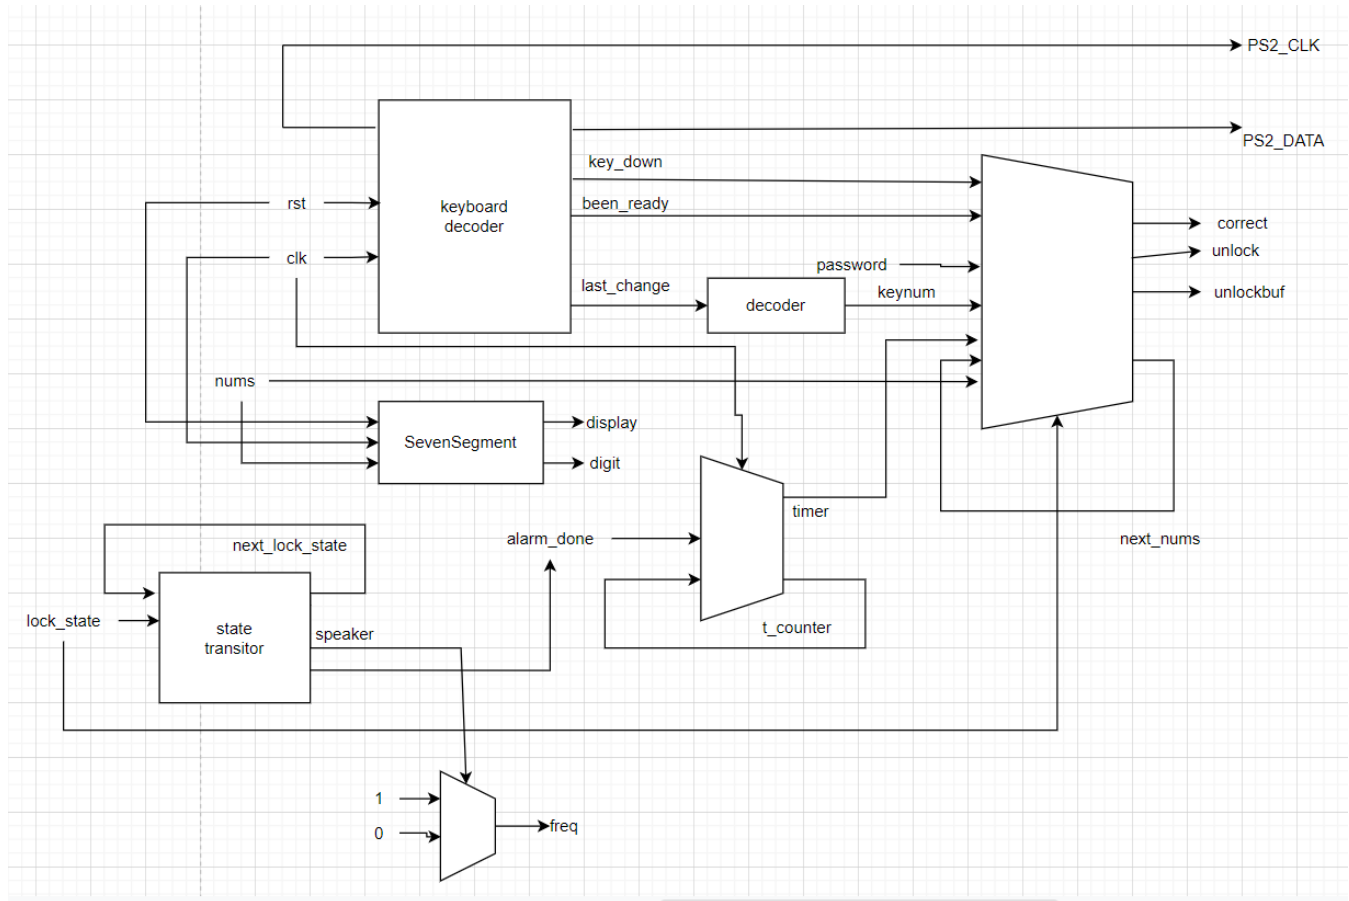 PS2_CLK
PS2_DATA
key_down
rst
keyboard
decoder
been_ready
correct
clk
password
unlock
last_change
decoder
keynum
unlockbuf
nums
display
SevenSegment
digit
timer
next_lock_state
alarm_done
next_nums
lock_state
state
transitor
speaker
t_counter
1
0
freq